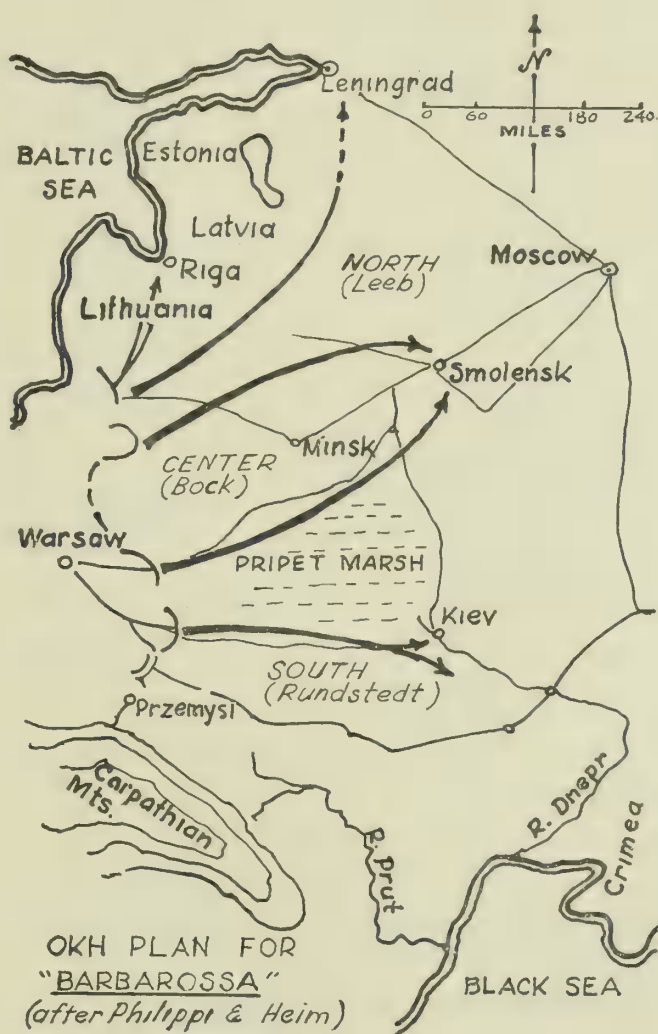 N
Leningrad
0 60 180 240
MILES
BALTIC
SEA
Estonia
Latvia
Riga
NORTH
(Leeb)
Moscow
Lithuania
Smolensk
Minsk
CENTER
(Bock)
Warsaw
PRIPET MARSH
Kiev
SOUTH
(Rundstedt)
Przemysl
Carpathian
Mts.
R. Dnepr
Crimea
R. Prut
OKH PLAN FOR
"BARBAROSSA"
(after Philippi & Heim)
BLACK SEA